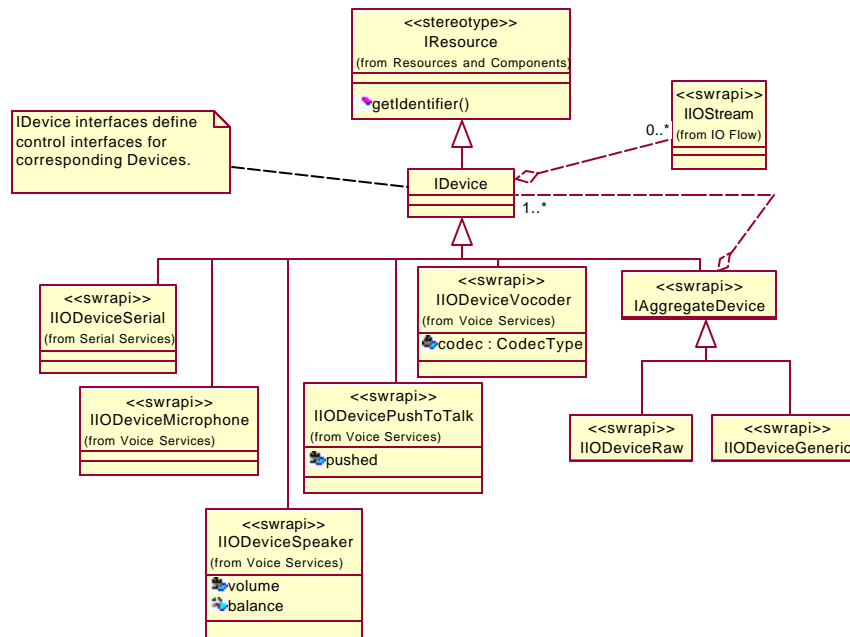 <<stereotype>>
IResource
(from Resources and Components)
getIdentifier()
<<swrapi>>
IIOStream
(from IO Flow)
0..*
IDevice interfaces define
control interfaces for
corresponding Devices.
IDevice
1..*
<<swrapi>>
IIODeviceVocoder
(from Voice Services)
codec : CodecType
<<swrapi>>
IAggregateDevice
<<swrapi>>
IIODeviceSerial
(from Serial Services)
<<swrapi>>
IIODeviceMicrophone
(from Voice Services)
<<swrapi>>
IIODevicePushToTalk
(from Voice Services)
pushed
<<swrapi>>
IIODeviceRaw
<<swrapi>>
IIODeviceGeneric
<<swrapi>>
IIODeviceSpeaker
(from Voice Services)
volume
balance